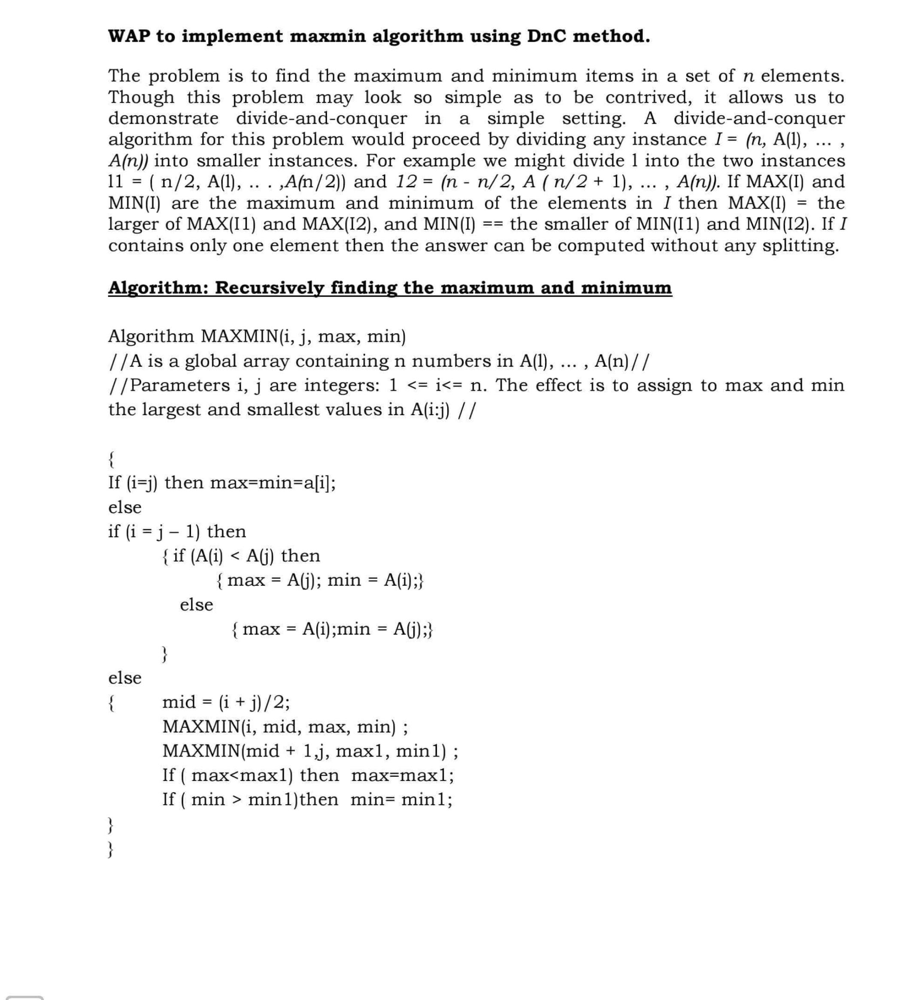 WAP to implement maxmin algorithm using DnC method.
The problem is to find the maximum and minimum items in a set of n elements.
Though this problem may look so simple as to be contrived, it allows us to
demonstrate divide-and-conquer in a simple setting. A divide-and-conquer
algorithm for this problem would proceed by dividing any instance I = (n, A(l), ... ,
A(n)) into smaller instances. For example we might divide l into the two instances
l1 = ( n/2, A(l), .. . ,A(n/2)) and 12 = (n - n/2, A ( n/2 + 1), ... , A(n)). If MAX(I) and
MIN(I) are the maximum and minimum of the elements in I then MAX(I) = the
larger of MAX(I1) and MAX(I2), and MIN(I) == the smaller of MIN(I1) and MIN(I2). If I
contains only one element then the answer can be computed without any splitting.
Algorithm: Recursively finding the maximum and minimum
Algorithm MAXMIN(i, j, max, min)
//A is a global array containing n numbers in A(l), ... , A(n)//
//Parameters i, j are integers: 1 <= i<= n. The effect is to assign to max and min
the largest and smallest values in A(i:j) //
{
If (i=j) then max=min=a[i];
else
if (i = j – 1) then
{ if (A(i) < A(j) then
{ max = A(j); min = A(i);}
else
{ max = A(i);min = A(j);}
}
else
{ mid = (i + j)/2;
MAXMIN(i, mid, max, min) ;
MAXMIN(mid + 1,j, max1, min1) ;
If ( max<max1) then max=max1;
If ( min > min1)then min= min1;
}
}